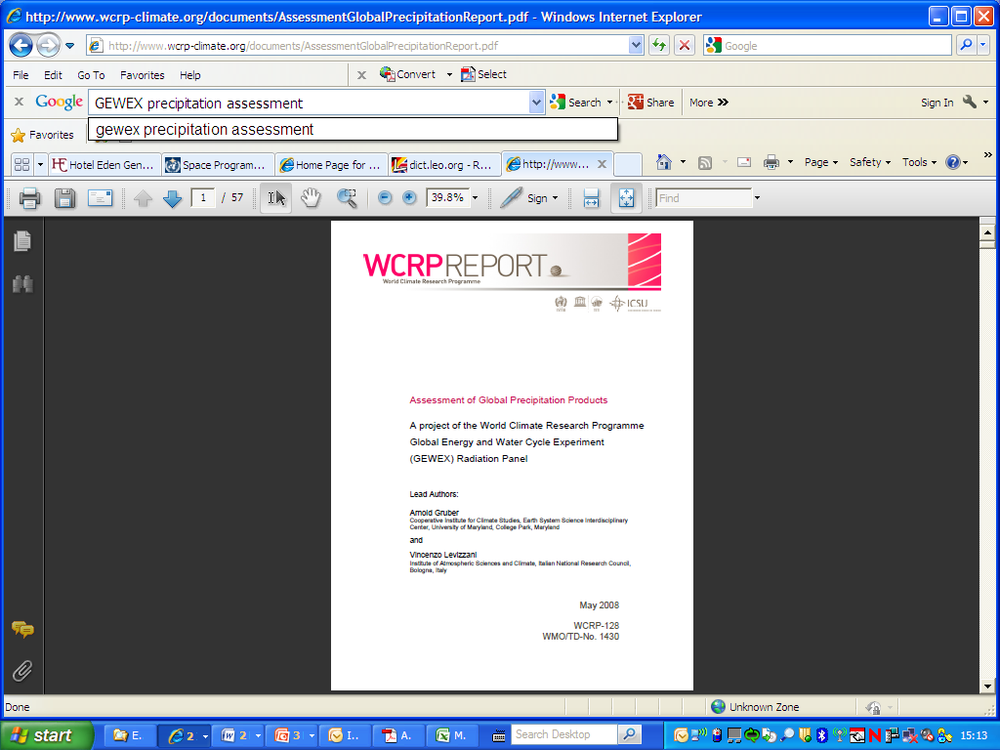 http://www.wcrp-climate.org/documents/AssessmentGlobalPrecipitationReport.pdf - Windows Internet Explorer
http://www.wcrp-climate.org/documents/AssessmentGlobalPrecipitationReport.pdf
Google
File Edit Go To Favorites Help
x Convert Select
x Google GEWEX precipitation assessment Search Share More » Sign In
Favorites
gewex precipitation assessment
Hotel Eden Gen... Space Program... Home Page for ... dict.leo.org - R... http://www... Page Safety Tools
1 / 57 39.8% Sign Find
WCRP REPORT
World Climate Research Programme
ICSU
Assessment of Global Precipitation Products
A project of the World Climate Research Programme
Global Energy and Water Cycle Experiment
(GEWEX) Radiation Panel
Lead Authors:
Arnold Gruber
Cooperative Institute for Climate Studies, Earth System Science Interdisciplinary
Center, University of Maryland, College Park, Maryland
and
Vincenzo Levizzani
Institute of Atmospheric Sciences and Climate, Italian National Research Council,
Bologna, Italy
May 2008
WCRP-128
WMO/TD-No. 1430
Done Unknown Zone
start E. 2 2 3 I.. A. M. Search Desktop 15:13